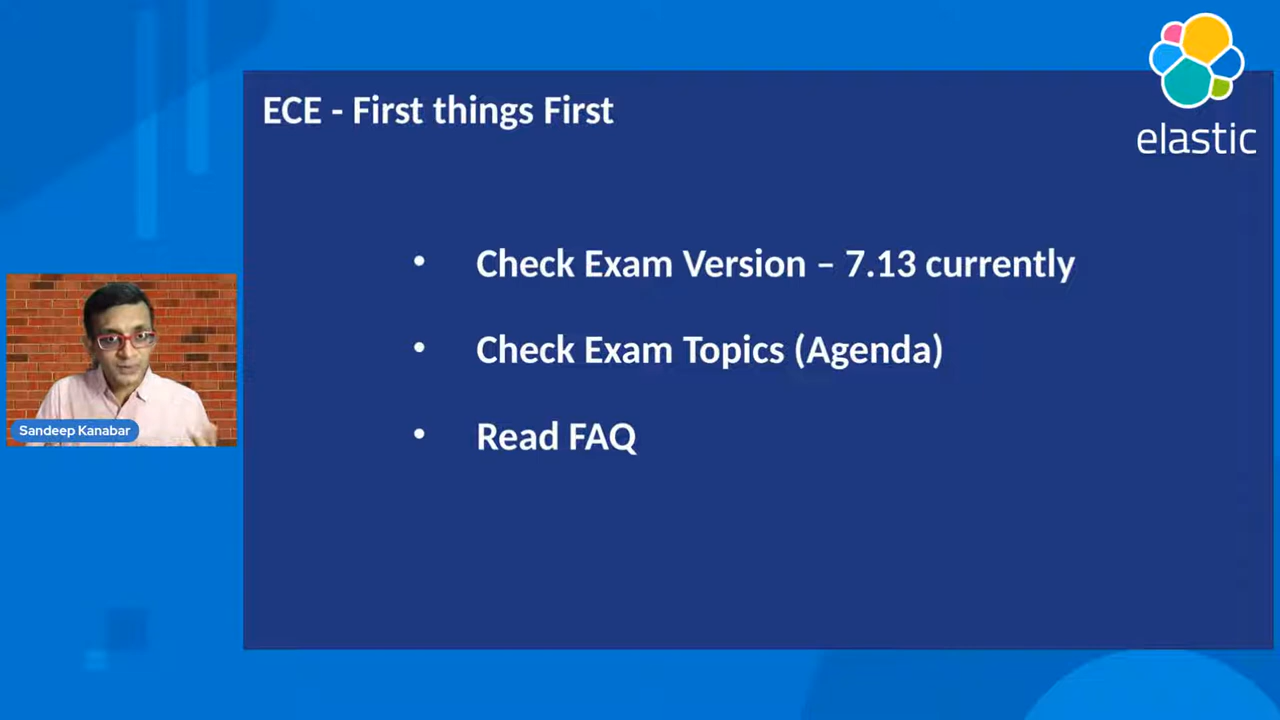 elastic
ECE - First things First
• Check Exam Version – 7.13 currently
• Check Exam Topics (Agenda)
• Read FAQ
Sandeep Kanabar